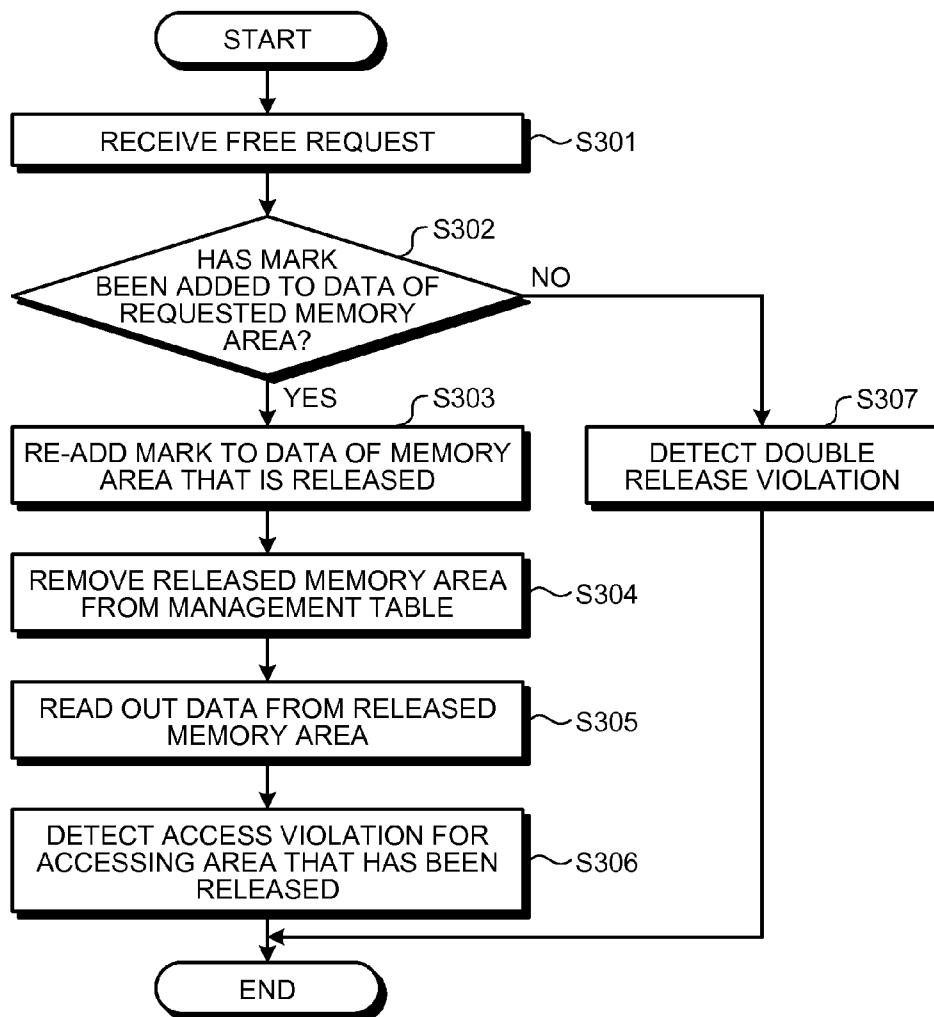 START
RECEIVE FREE REQUEST
S301
S302
HAS MARK
BEEN ADDED TO DATA OF
REQUESTED MEMORY
AREA?
NO
YES
S303
S307
RE-ADD MARK TO DATA OF MEMORY
AREA THAT IS RELEASED
DETECT DOUBLE
RELEASE VIOLATION
REMOVE RELEASED MEMORY AREA
FROM MANAGEMENT TABLE
S304
READ OUT DATA FROM RELEASED
MEMORY AREA
S305
DETECT ACCESS VIOLATION FOR
ACCESSING AREA THAT HAS BEEN
RELEASED
S306
END